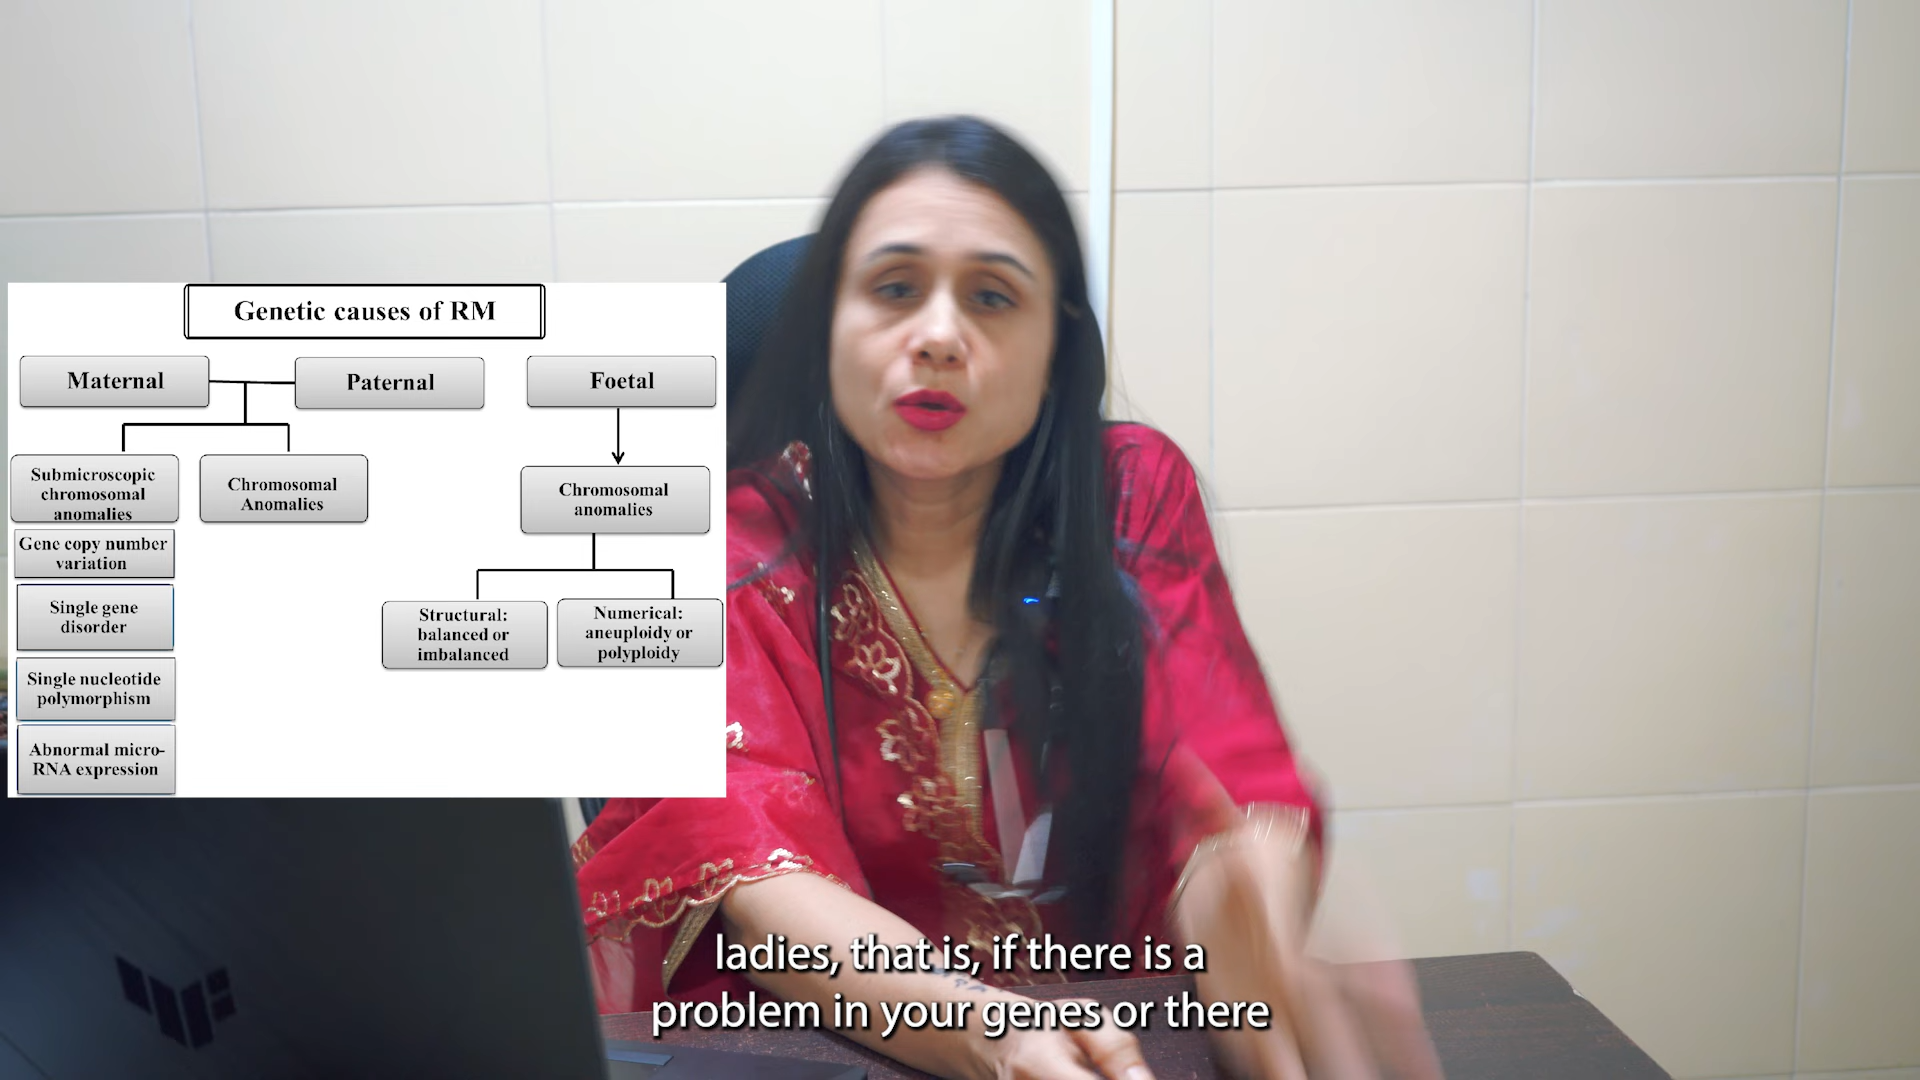 Genetic causes of RM
Maternal
Paternal
Foetal
Submicroscopic
chromosomal
anomalies
Chromosomal
Anomalies
Chromosomal
anomalies
Gene copy number
variation
Single gene
disorder
Structural:
balanced or
imbalanced
Numerical:
aneuploidy or
polyploidy
Single nucleotide
polymorphism
Abnormal micro-
RNA expression
ladies, that is, if there is a
problem in your genes or there